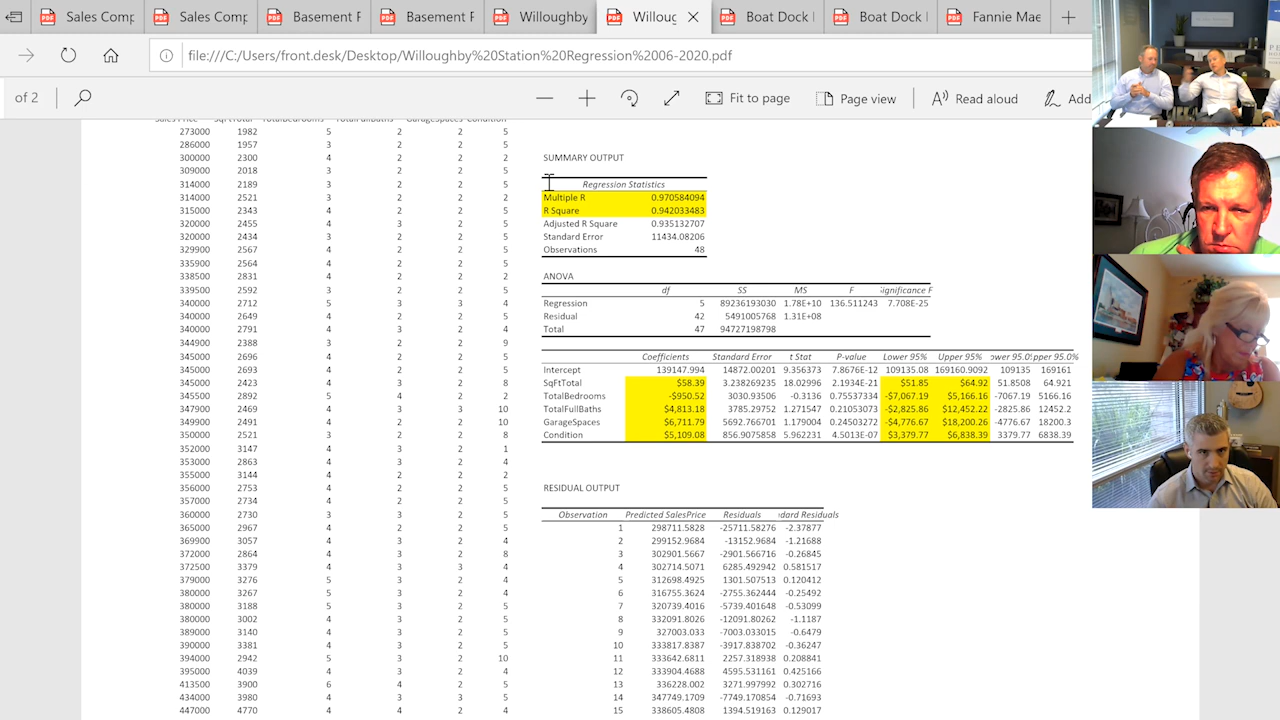 Sales Comp
Sales Comp
Basement F
Basement F
Willoughby
Willoug
Boat Dock
Boat Dock
Fannie Mae
file:///C:/Users/front.desk/Desktop/Willoughby%20Station%20Regression%2006-2020.pdf
of 2
Fit to page
Page view
Read aloud
Add
SalesPrice SqFtTotal TotalBedrooms TotalFullBaths GarageSpaces Condition
273000 1982 5 2 2 5
286000 1957 3 2 2 5
300000 2300 4 2 2 2
309000 2018 3 2 2 5
314000 2189 3 2 2 5
314000 2521 3 2 2 2
315000 2343 4 2 2 5
320000 2455 4 3 2 2
320000 2434 3 2 2 5
329900 2567 4 2 2 5
335900 2564 4 2 2 5
338500 2831 4 2 2 2
339500 2592 3 2 2 5
340000 2712 5 3 3 4
340000 2649 4 2 2 5
340000 2791 4 3 2 4
344900 2388 3 2 2 9
345000 2696 4 2 2 5
345000 2693 4 2 2 5
345000 2423 4 3 2 8
345500 2896 4 2 2 5
347900 2469 4 3 3 10
349900 2491 4 2 2 10
350000 2521 3 2 2 8
352000 3147 4 3 2 1
353000 2863 4 3 2 4
355000 3144 4 2 2 2
356000 2753 4 2 2 5
357000 2734 4 2 2 5
360000 2730 3 3 2 5
365000 2967 4 2 2 5
369900 3057 4 3 2 4
372000 2864 4 3 2 8
372500 3379 4 3 3 4
379000 3276 5 3 2 4
380000 3267 5 3 2 4
380000 3188 5 3 2 5
380000 3002 4 3 2 5
389000 3140 4 3 2 5
390000 3381 4 3 2 5
394000 2942 5 3 2 10
395000 4039 4 3 2 4
413500 3900 6 4 2 5
434000 3980 4 3 3 5
447000 4770 4 4 2 4
SUMMARY OUTPUT
Regression Statistics
Multiple R 0.970584094
R Square 0.942033483
Adjusted R Square 0.935132707
Standard Error 11434.08206
Observations 48
ANOVA
df SS MS F ignificance F
Regression 5 89236193030 1.78E+10 136.511243 7.708E-25
Residual 42 5491005768 1.31E+08
Total 47 94727198798
Coefficients Standard Error t Stat P-value Lower 95% Upper 95% ower 95.0% pper 95.0%
Intercept 139147.994 14872.00201 9.356373 7.8676E-12 109135.08 169160.9092 109135 169161
SqFtTotal $58.39 3.238269235 18.02996 2.1934E-21 $51.85 $64.92 51.8508 64.921
TotalBedrooms -$950.52 3030.93506 -0.3136 0.75537334 -$7,067.19 $5,166.16 -7067.19 5166.16
TotalFullBaths $4,813.18 3785.29752 1.271547 0.21053073 -$2,825.86 $12,452.22 -2825.86 12452.2
GarageSpaces $6,711.79 5692.766701 1.179004 0.24503272 -$4,776.67 $18,200.26 -4776.67 18200.3
Condition $5,109.08 856.9075858 5.962231 4.5013E-07 $3,379.77 $6,838.39 3379.77 6838.39
RESIDUAL OUTPUT
Observation Predicted SalesPrice Residuals dard Residuals
1 298711.5828 -25711.58276 -2.37877
2 299152.9684 -13152.9684 -1.21688
3 302901.5667 -2901.566716 -0.26845
4 302714.5071 6285.492942 0.581517
5 312698.4925 1301.507513 0.120412
6 316755.3624 -2755.362444 -0.25492
7 320739.4016 -5739.401648 -0.53099
8 332091.8026 -12091.80262 -1.1187
9 327003.033 -7003.033015 -0.6479
10 333817.8387 -3917.838702 -0.36247
11 333642.6811 2257.318938 0.208841
12 333904.4688 4595.531161 0.425166
13 336228.002 3271.997992 0.302716
14 347749.1709 -7749.170854 -0.71693
15 338605.4808 1394.519163 0.129017